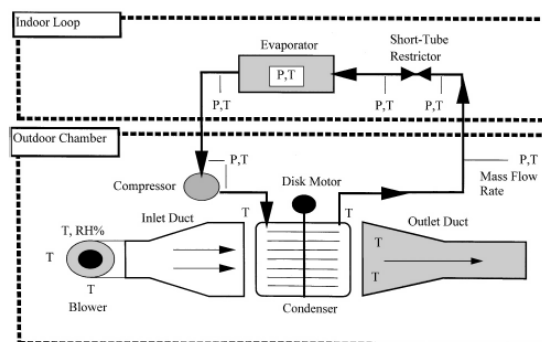 Indoor Loop
Evaporator
Short-Tube
Restrictor
P,T
P,T
P,T
P,T
Outdoor Chamber
P,T
P,T
Compressor
Disk Motor
Mass Flow
Rate
Inlet Duct
T
T
Outlet Duct
T, RH%
T
T
T
T
Blower
Condenser